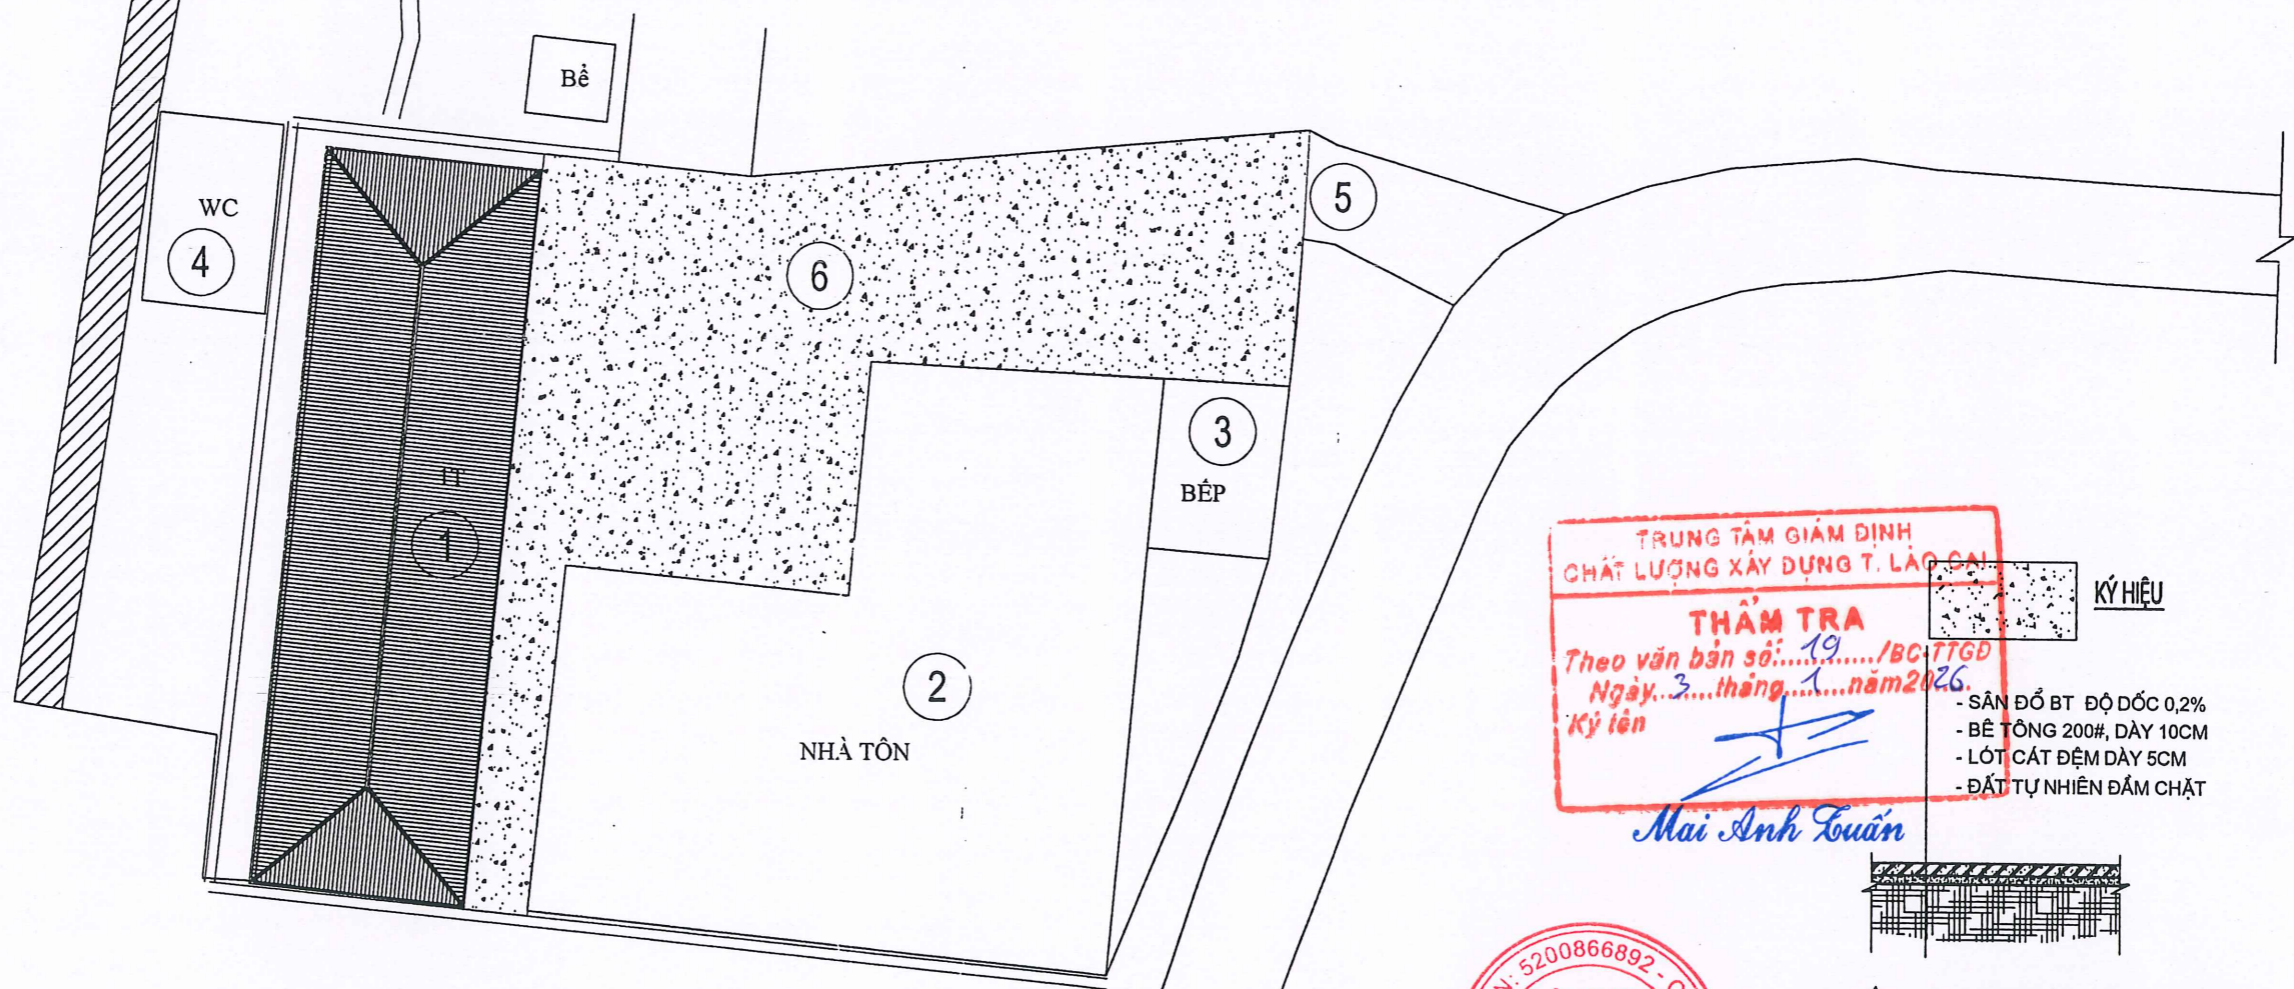 Bể
WC
4
5
6
3
BẾP
1T
1
2
NHÀ TÔN
TRUNG TÂM GIÁM ĐỊNH
CHẤT LƯỢNG XÂY DỰNG T. LÀO CAI
THẨM TRA
Theo văn bản số:....19....../BC-TTGĐ
Ngày..3....tháng..1....năm2026.
Ký tên
Mai Anh Tuấn
KÝ HIỆU
- SÂN ĐỔ BT ĐỘ DỐC 0,2%
- BÊ TÔNG 200#, DÀY 10CM
- LÓT CÁT ĐỆM DÀY 5CM
- ĐẤT TỰ NHIÊN ĐẦM CHẶT
N: 5200866892 - C